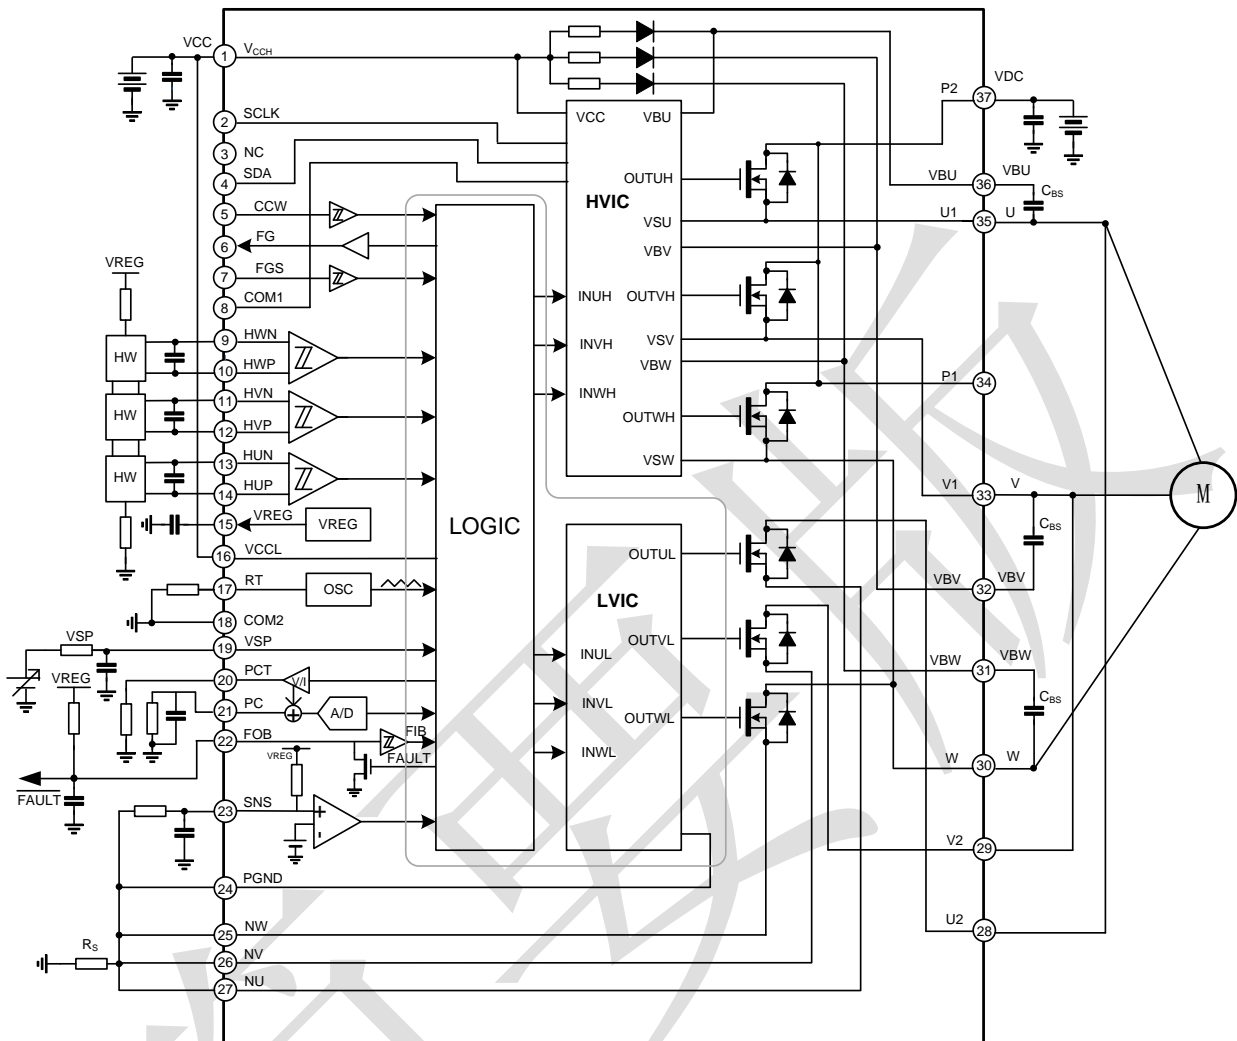 VCC
1
VCCH
2
SCLK
3
NC
4
SDA
5
CCW
6
FG
7
FGS
8
COM1
VREG
9
HWN
HW
10
HWP
11
HVN
HW
12
HVP
13
HUN
HW
14
HUP
15
VREG
VREG
16
VCCL
17
RT
OSC
18
COM2
VSP
19
VSP
20
PCT
V/I
VREG
21
PC
+
A/D
22
FOB
FIB
FAULT
VREG
FAULT
23
SNS
+
-
24
PGND
25
NW
RS
26
NV
27
NU
LOGIC
VCC
VBU
OUTUH
HVIC
VSU
VBV
INUH
OUTVH
INVH
VSV
VBW
INWH
OUTWH
VSW
OUTUL
LVIC
OUTVL
INUL
INVL
OUTWL
INWL
P2
37
VDC
VBU
36
VBU
CBS
U1
35
U
P1
34
V1
33
V
M
CBS
VBV
32
VBV
VBW
31
VBW
CBS
W
30
W
V2
29
U2
28